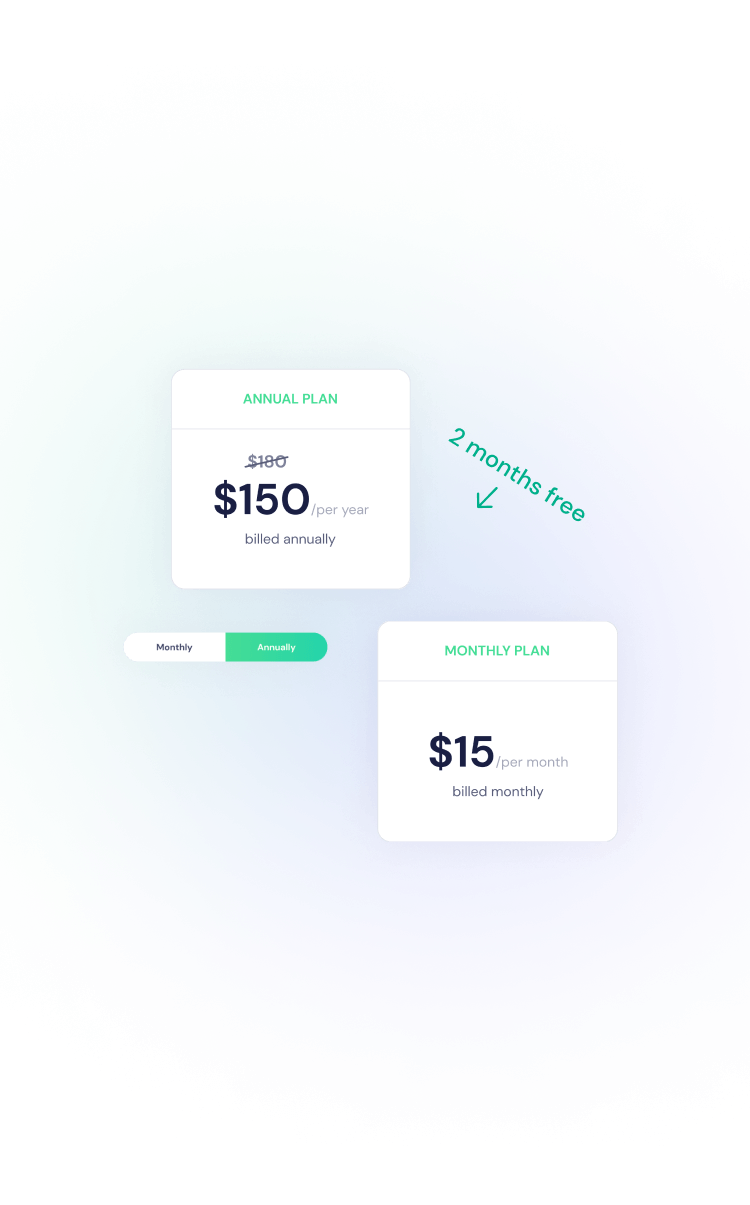 ANNUAL PLAN
$180
$150/per year
billed annually
2 months free
Monthly
Annually
MONTHLY PLAN
$15/per month
billed monthly